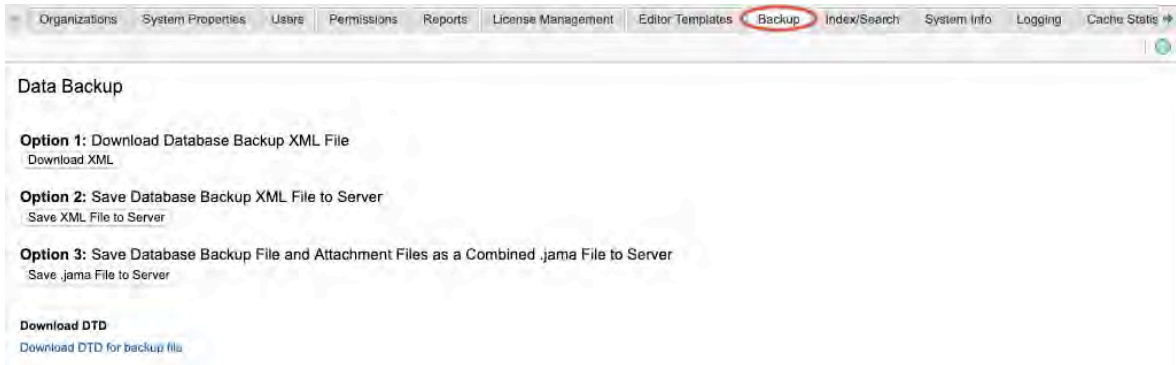 Organizations System Properties Users Permissions Reports License Management Editor Templates Backup Index/Search System Info Logging Cache Statis
Data Backup
Option 1: Download Database Backup XML File
Download XML
Option 2: Save Database Backup XML File to Server
Save XML File to Server
Option 3: Save Database Backup File and Attachment Files as a Combined .jama File to Server
Save .jama File to Server
Download DTD
Download DTD for backup file